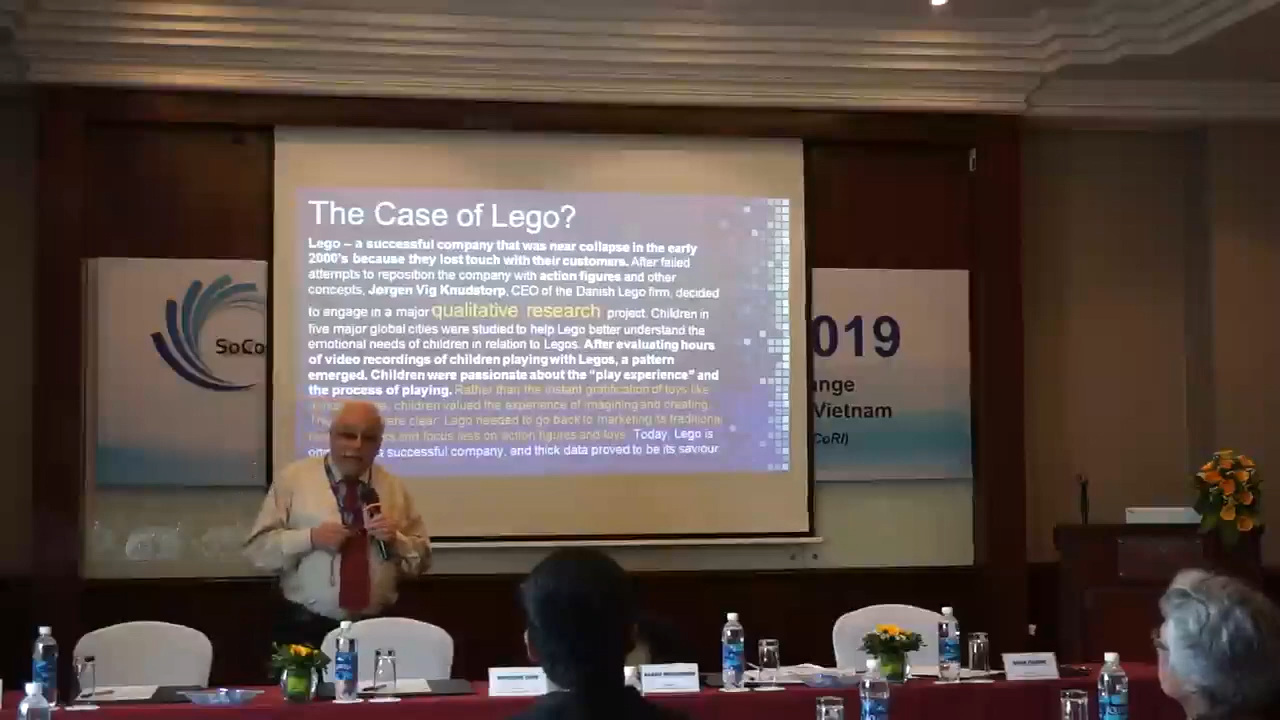 The Case of Lego?
Lego – a successful company that was near collapse in the early
2000's because they lost touch with their customers. After failed
attempts to reposition the company with action figures and other
concepts, Jørgen Vig Knudstorp, CEO of the Danish Lego firm, decided
to engage in a major qualitative research project. Children in
five major global cities were studied to help Lego better understand the
emotional needs of children in relation to Legos. After evaluating hours
of video recordings of children playing with Legos, a pattern
emerged. Children were passionate about the "play experience" and
the process of playing. Rather than the instant gratification of toys like
children valued the experience of imagining and creating.
were clear. Lego needed to go back to marketing its traditional
and focus less on action figures and toys. Today, Lego is
a successful company, and thick data proved to be its saviour
SoCo
019
ange
Vietnam
CoRI)